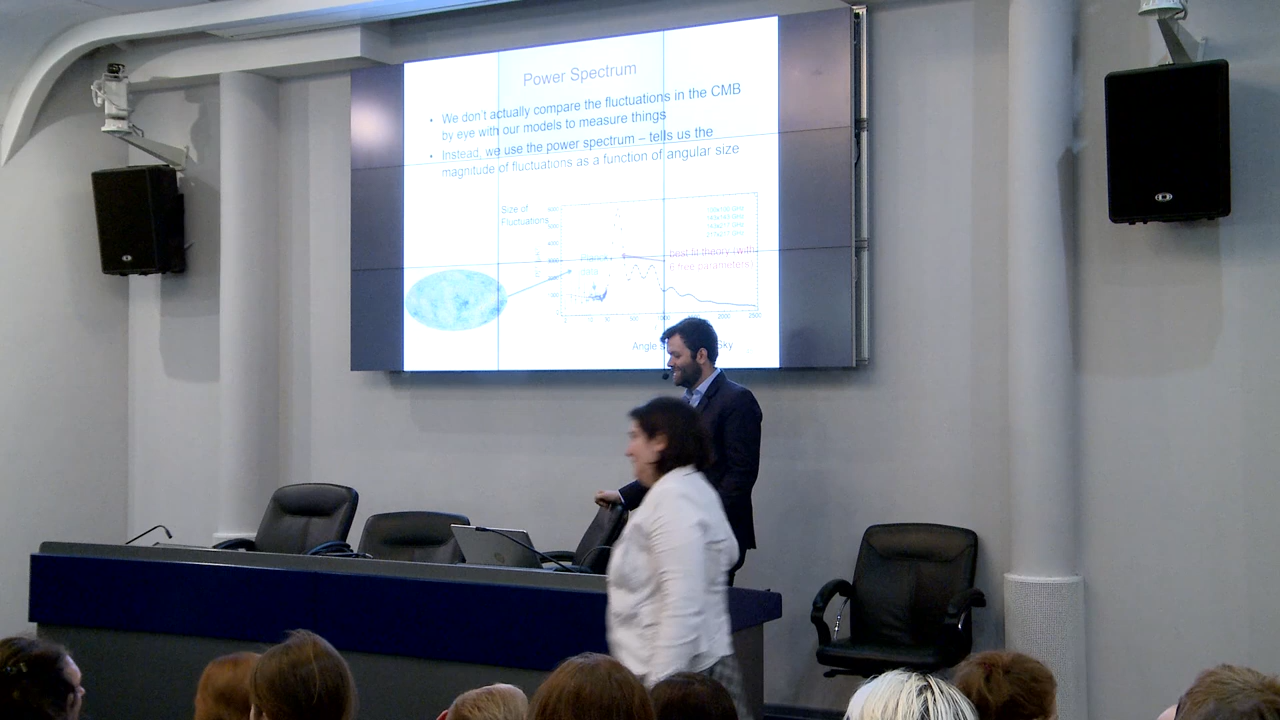 Power Spectrum
• We don't actually compare the fluctuations in the CMB
by eye with our models to measure things
• Instead, we use the power spectrum – tells us the
magnitude of fluctuations as a function of angular size
Size of
Fluctuations
best fit theory (with
6 free parameters)
Angle
Sky